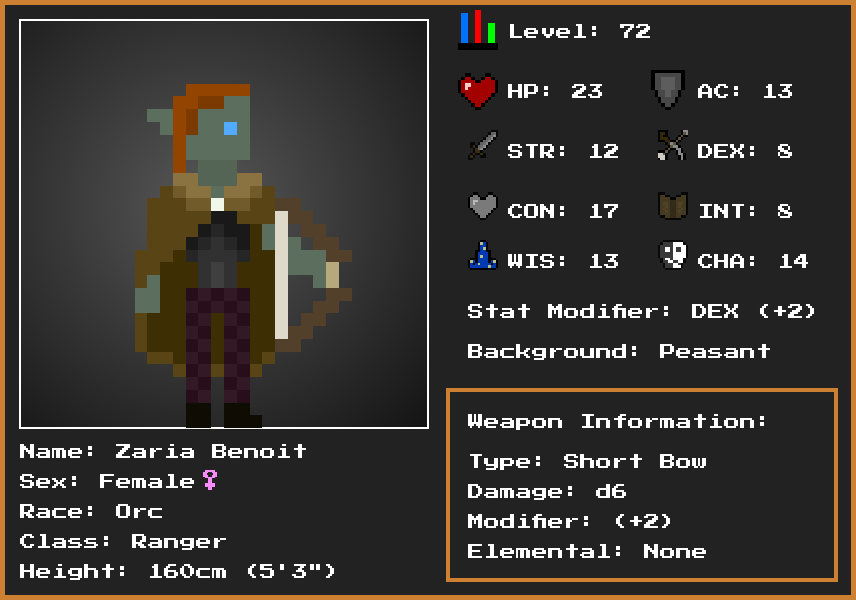 Level: 72
HP: 23
AC: 13
STR: 12
DEX: 8
CON: 17
INT: 8
WIS: 13
CHA: 14
Stat Modifier: DEX (+2)
Background: Peasant
Weapon Information:
Type: Short Bow
Damage: d6
Modifier: (+2)
Elemental: None
Name: Zaria Benoit
Sex: Female♀
Race: Orc
Class: Ranger
Height: 160cm (5'3")